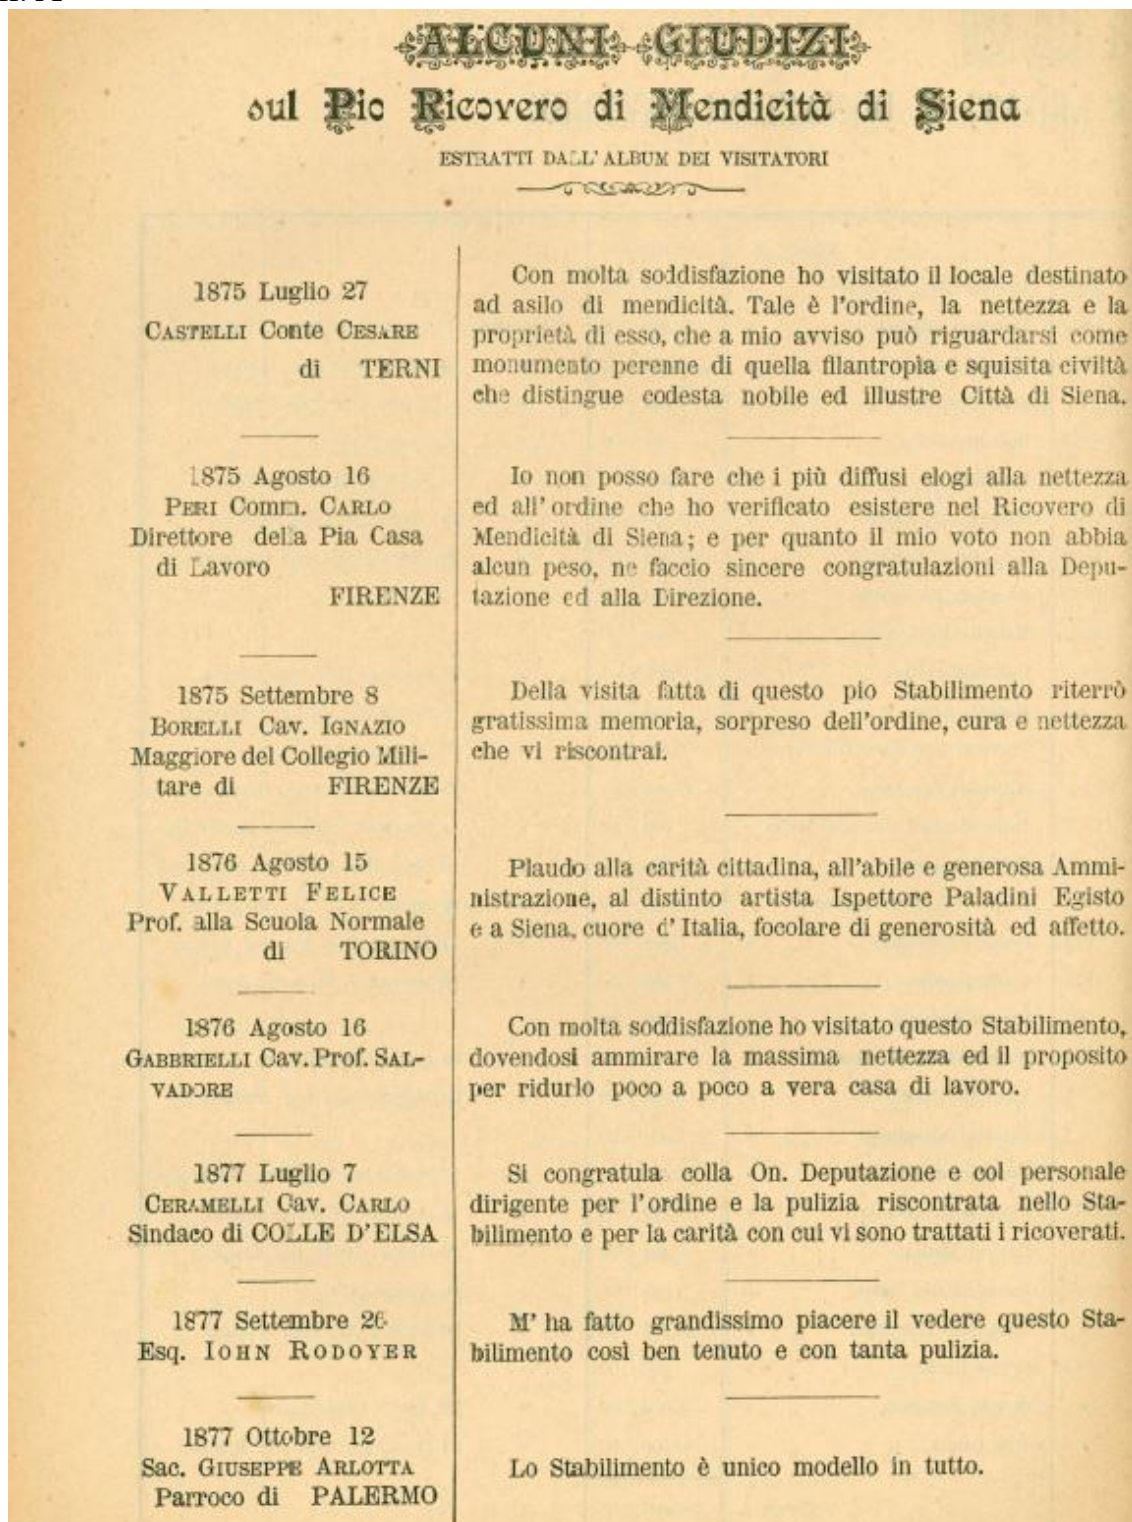 ALCUNI GIUDIZI
sul Pio Ricovero di Mendicità di Siena
ESTRATTI DALL' ALBUM DEI VISITATORI
1875 Luglio 27
CASTELLI Conte CESARE
di TERNI
Con molta soddisfazione ho visitato il locale destinato
ad asilo di mendicità. Tale è l'ordine, la nettezza e la
proprietà di esso, che a mio avviso può riguardarsi come
monumento perenne di quella filantropia e squisita civiltà
che distingue codesta nobile ed illustre Città di Siena.
1875 Agosto 16
PERI Comm. CARLO
Direttore della Pia Casa
di Lavoro
FIRENZE
Io non posso fare che i più diffusi elogi alla nettezza
ed all' ordine che ho verificato esistere nel Ricovero di
Mendicità di Siena; e per quanto il mio voto non abbia
alcun peso, ne faccio sincere congratulazioni alla Depu-
tazione ed alla Direzione.
1875 Settembre 8
BORELLI Cav. IGNAZIO
Maggiore del Collegio Mili-
tare di FIRENZE
Della visita fatta di questo pio Stabilimento riterrò
gratissima memoria, sorpreso dell'ordine, cura e nettezza
che vi riscontrai.
1876 Agosto 15
VALLETTI FELICE
Prof. alla Scuola Normale
di TORINO
Plaudo alla carità cittadina, all'abile e generosa Ammi-
nistrazione, al distinto artista Ispettore Paladini Egisto
e a Siena, cuore d' Italia, focolare di generosità ed affetto.
1876 Agosto 16
GABBRIELLI Cav. Prof. SAL-
VADORE
Con molta soddisfazione ho visitato questo Stabilimento,
dovendosi ammirare la massima nettezza ed il proposito
per ridurlo poco a poco a vera casa di lavoro.
1877 Luglio 7
CERAMELLI Cav. CARLO
Sindaco di COLLE D'ELSA
Si congratula colla On. Deputazione e col personale
dirigente per l'ordine e la pulizia riscontrata nello Sta-
bilimento e per la carità con cui vi sono trattati i ricoverati.
1877 Settembre 26
Esq. IOHN RODOYER
M' ha fatto grandissimo piacere il vedere questo Sta-
bilimento così ben tenuto e con tanta pulizia.
1877 Ottobre 12
Sac. GIUSEPPE ARLOTTA
Parroco di PALERMO
Lo Stabilimento è unico modello in tutto.